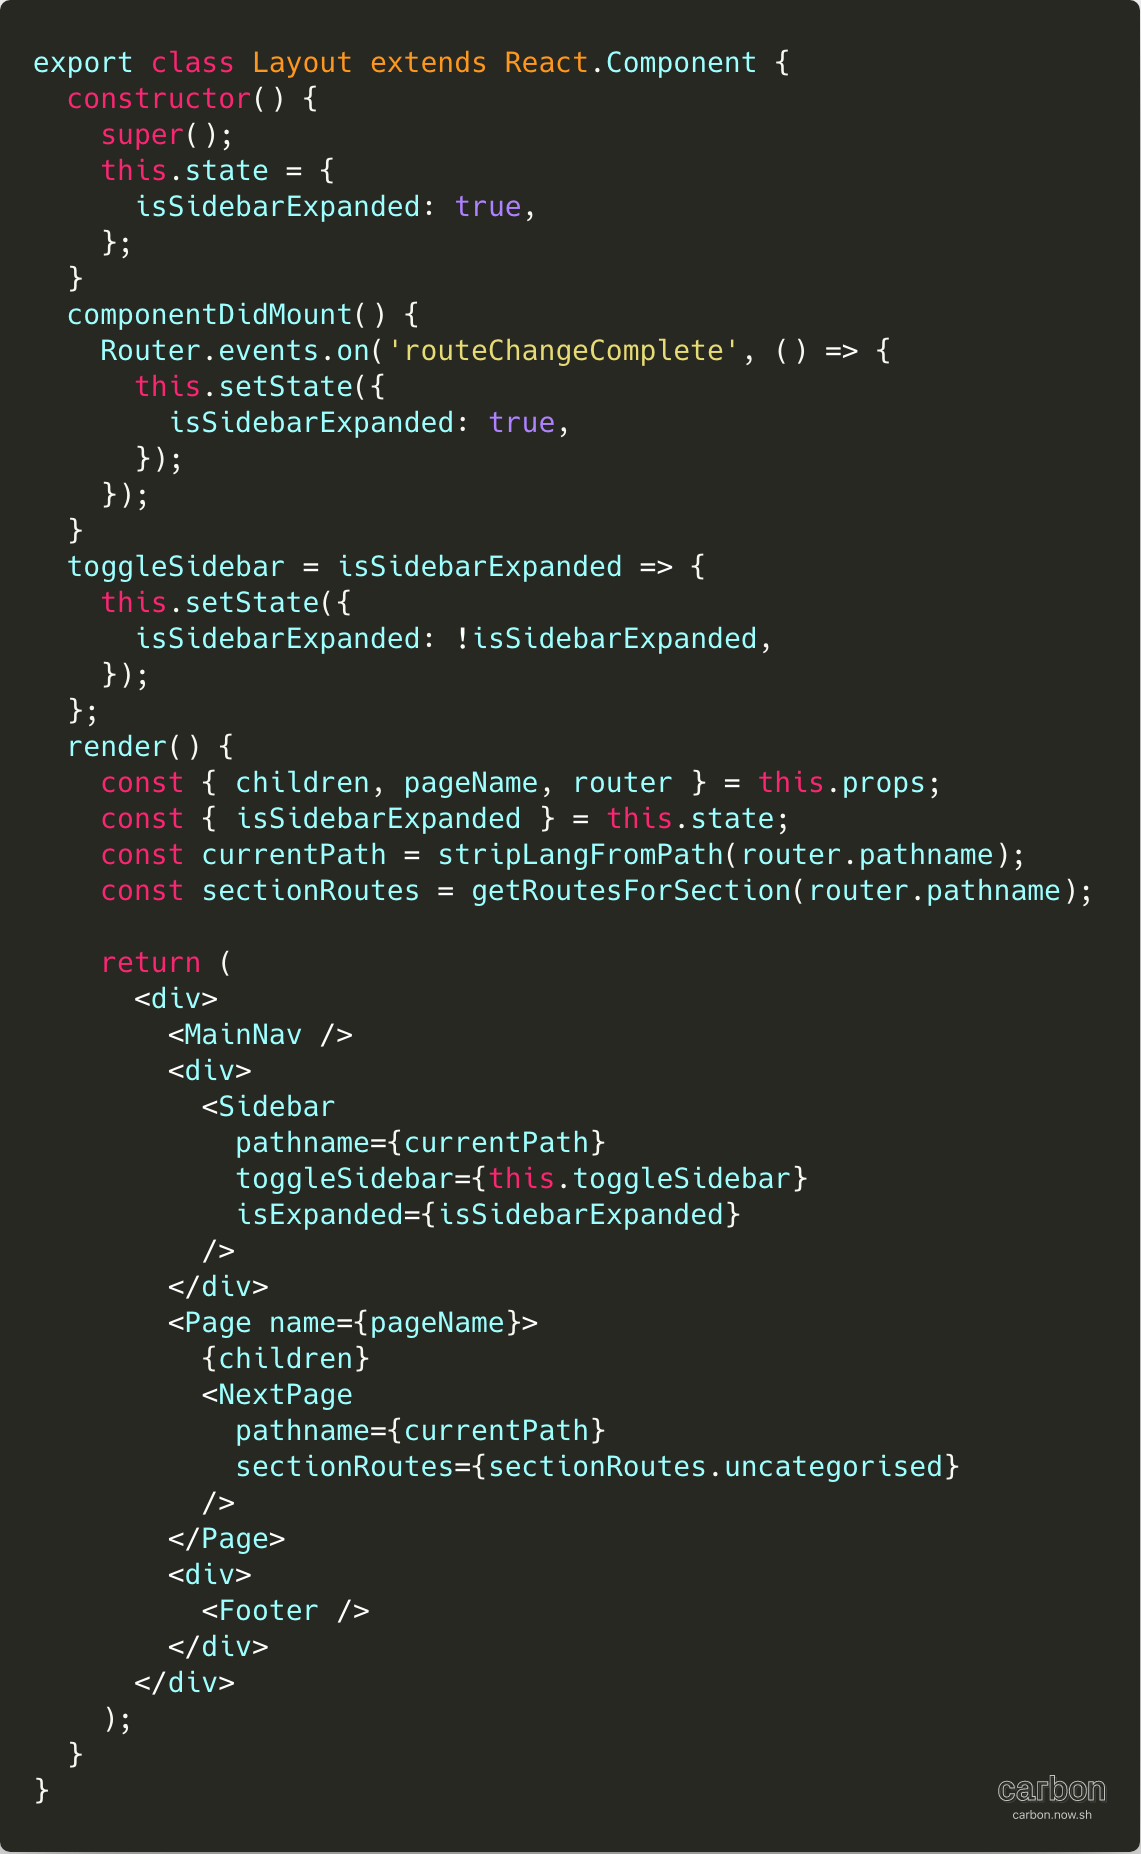 export class Layout extends React.Component {
  constructor() {
    super();
    this.state = {
      isSidebarExpanded: true,
    };
  }
  componentDidMount() {
    Router.events.on('routeChangeComplete', () => {
      this.setState({
        isSidebarExpanded: true,
      });
    });
  }
  toggleSidebar = isSidebarExpanded => {
    this.setState({
      isSidebarExpanded: !isSidebarExpanded,
    });
  };
  render() {
    const { children, pageName, router } = this.props;
    const { isSidebarExpanded } = this.state;
    const currentPath = stripLangFromPath(router.pathname);
    const sectionRoutes = getRoutesForSection(router.pathname);

    return (
      <div>
        <MainNav />
        <div>
          <Sidebar
            pathname={currentPath}
            toggleSidebar={this.toggleSidebar}
            isExpanded={isSidebarExpanded}
          />
        </div>
        <Page name={pageName}>
          {children}
          <NextPage
            pathname={currentPath}
            sectionRoutes={sectionRoutes.uncategorised}
          />
        </Page>
        <div>
          <Footer />
        </div>
      </div>
    );
  }
}
carbon
carbon.now.sh